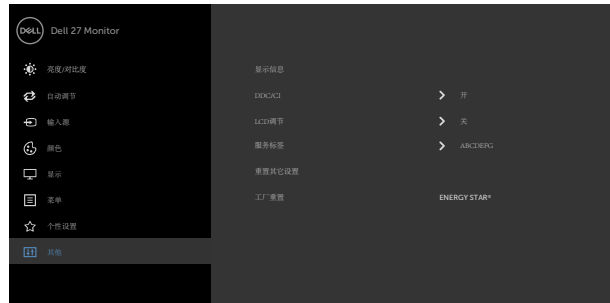 DELL Dell 27 Monitor
亮度/对比度
自动调节
输入源
颜色
显示
菜单
个性设置
其他
显示信息
DDC/CI 开
LCD调节 关
服务标签 ABCDEFG
重置其它设置
工厂重置 ENERGY STAR®